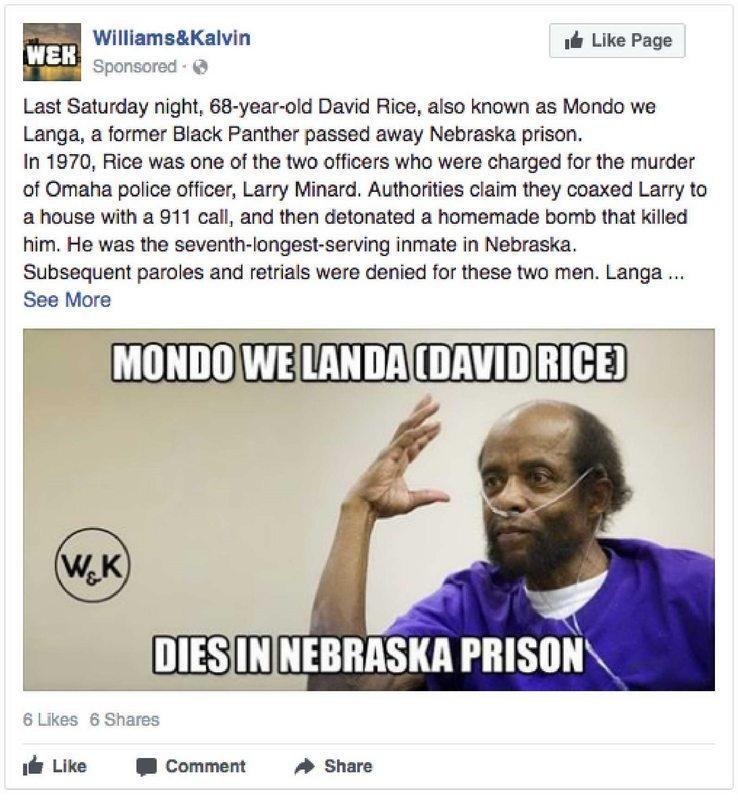 W&K
Williams&Kalvin
Sponsored ·
Like Page
Last Saturday night, 68-year-old David Rice, also known as Mondo we
Langa, a former Black Panther passed away Nebraska prison.
In 1970, Rice was one of the two officers who were charged for the murder
of Omaha police officer, Larry Minard. Authorities claim they coaxed Larry to
a house with a 911 call, and then detonated a homemade bomb that killed
him. He was the seventh-longest-serving inmate in Nebraska.
Subsequent paroles and retrials were denied for these two men. Langa ...
See More
MONDO WE LANDA (DAVID RICE)
W&K
DIES IN NEBRASKA PRISON
6 Likes 6 Shares
Like Comment Share